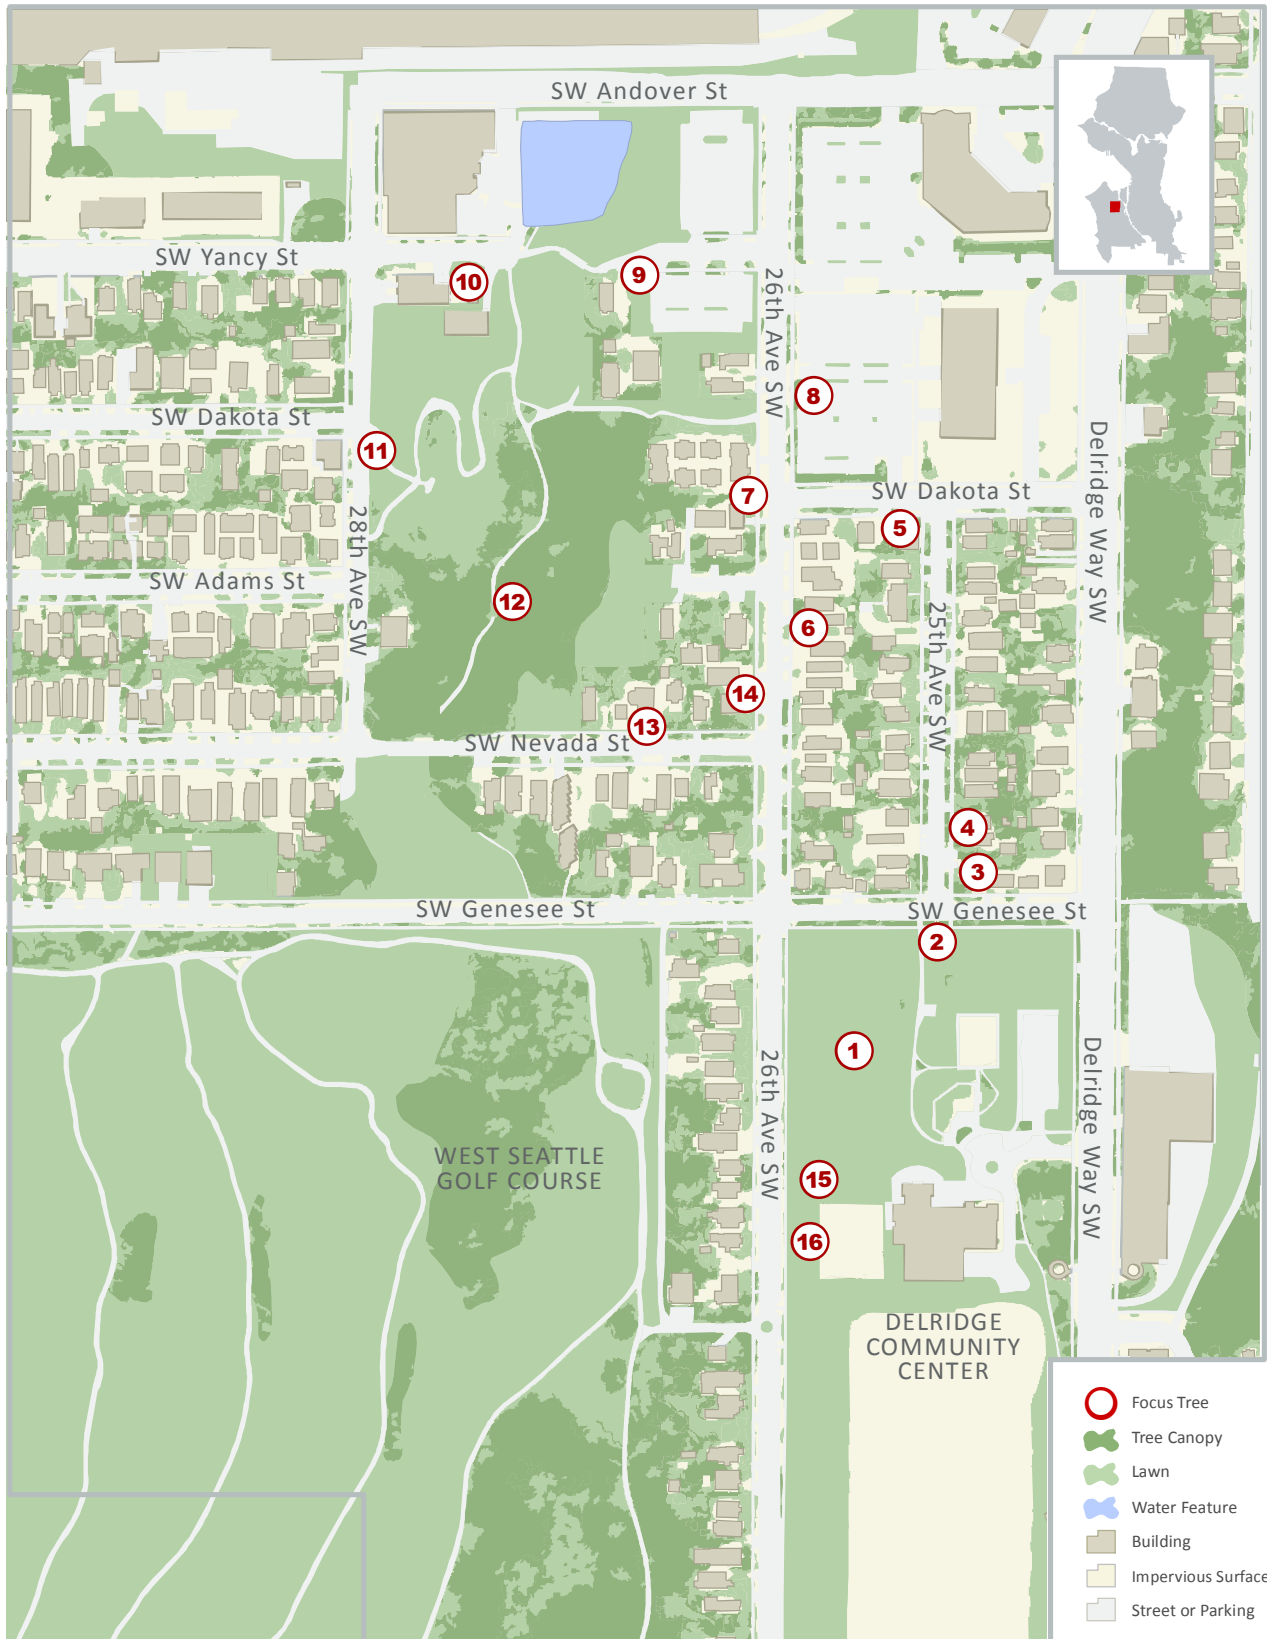 SW Andover St
SW Yancy St
10
9
26th Ave SW
8
SW Dakota St
11
Delridge Way SW
7
SW Dakota St
28th Ave SW
5
SW Adams St
12
25th Ave SW
6
14
13
SW Nevada St
4
3
SW Genesee St
SW Genesee St
2
1
26th Ave SW
Delridge Way SW
WEST SEATTLE
GOLF COURSE
15
16
DELRIDGE
COMMUNITY
CENTER
Focus Tree
Tree Canopy
Lawn
Water Feature
Building
Impervious Surface
Street or Parking